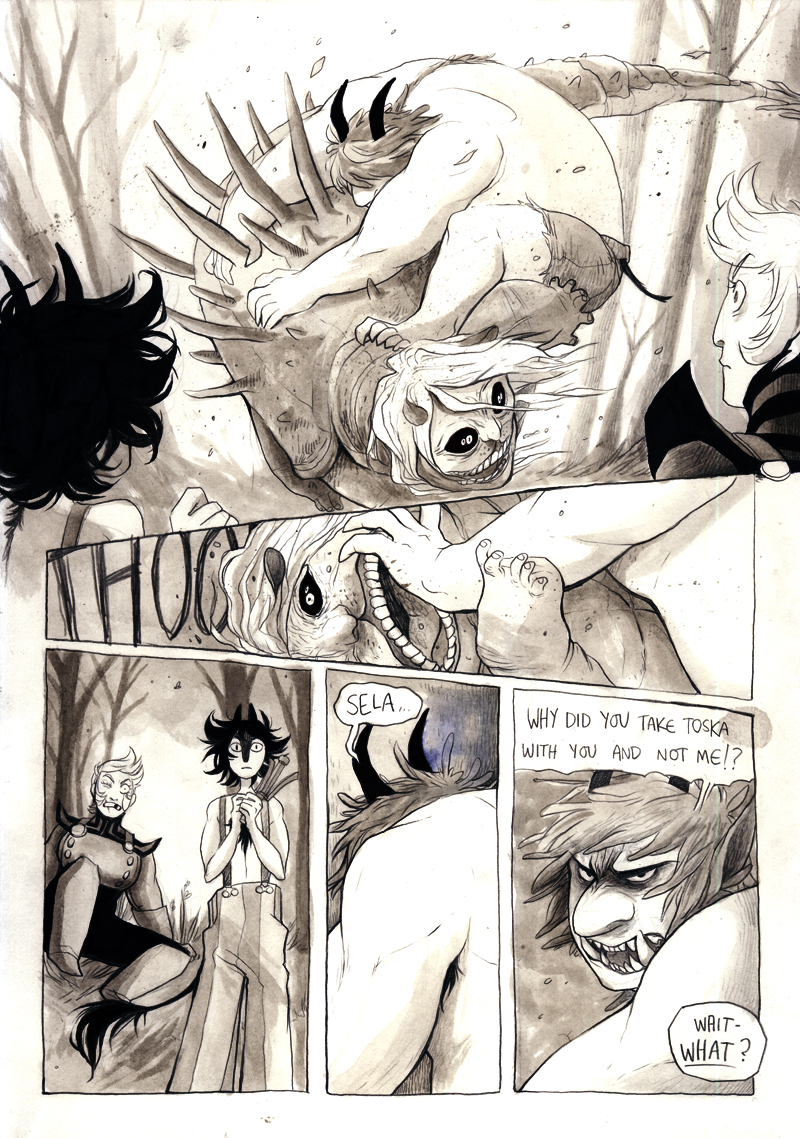 THOO
SELA...
WHY DID YOU TAKE TOSKA
WITH YOU AND NOT ME!?
WAIT-
WHAT?